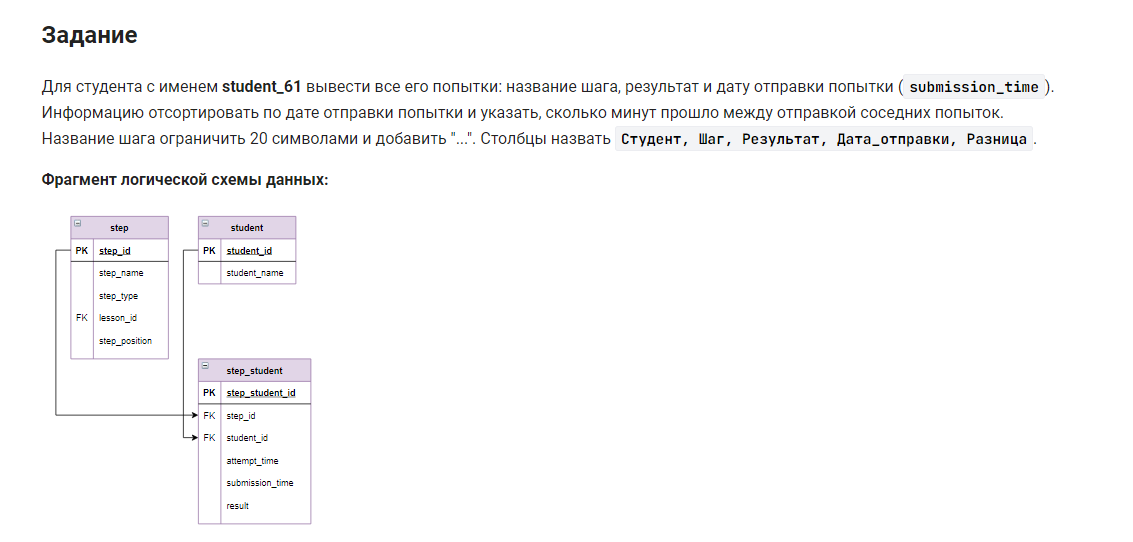 Задание
Для студента с именем student_61 вывести все его попытки: название шага, результат и дату отправки попытки ( submission_time ).
Информацию отсортировать по дате отправки попытки и указать, сколько минут прошло между отправкой соседних попыток.
Название шага ограничить 20 символами и добавить "...". Столбцы назвать Студент, Шаг, Результат, Дата_отправки, Разница .
Фрагмент логической схемы данных:
step
PK step_id
step_name
step_type
FK lesson_id
step_position
student
PK student_id
student_name
step_student
PK step_student_id
FK step_id
FK student_id
attempt_time
submission_time
result